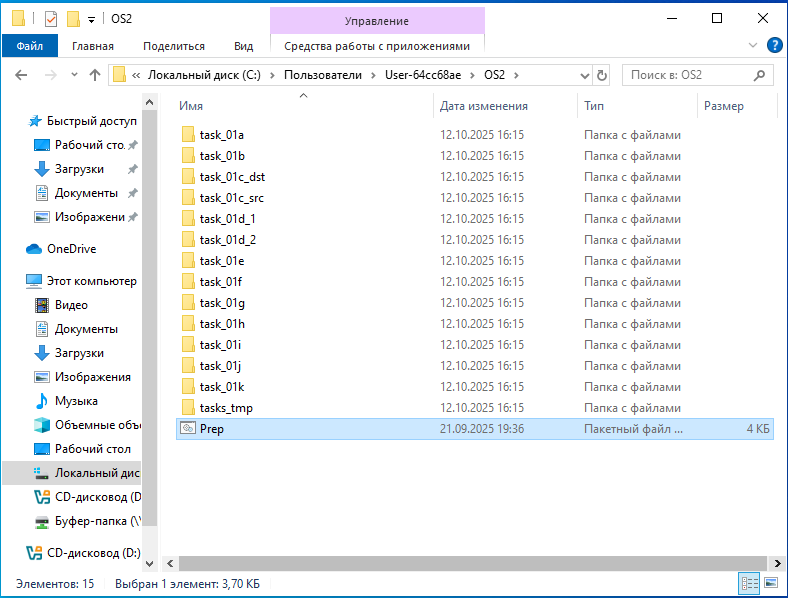 OS2
Управление
Файл Главная Поделиться Вид Средства работы с приложениями
« Локальный диск (C:) > Пользователи > User-64cc68ae > OS2 >
Поиск в: OS2
Имя Дата изменения Тип Размер
Быстрый доступ
Рабочий сто.
Загрузки
Документы
Изображени
OneDrive
Этот компьютер
Видео
Документы
Загрузки
Изображения
Музыка
Объемные объ
Рабочий стол
Локальный дис
CD-дисковод (D
Буфер-папка (\\
CD-дисковод (D:)
task_01a 12.10.2025 16:15 Папка с файлами
task_01b 12.10.2025 16:15 Папка с файлами
task_01c_dst 12.10.2025 16:15 Папка с файлами
task_01c_src 12.10.2025 16:15 Папка с файлами
task_01d_1 12.10.2025 16:15 Папка с файлами
task_01d_2 12.10.2025 16:15 Папка с файлами
task_01e 12.10.2025 16:15 Папка с файлами
task_01f 12.10.2025 16:15 Папка с файлами
task_01g 12.10.2025 16:15 Папка с файлами
task_01h 12.10.2025 16:15 Папка с файлами
task_01i 12.10.2025 16:15 Папка с файлами
task_01j 12.10.2025 16:15 Папка с файлами
task_01k 12.10.2025 16:15 Папка с файлами
tasks_tmp 12.10.2025 16:15 Папка с файлами
Prep 21.09.2025 19:36 Пакетный файл ... 4 КБ
Элементов: 15 Выбран 1 элемент: 3,70 КБ